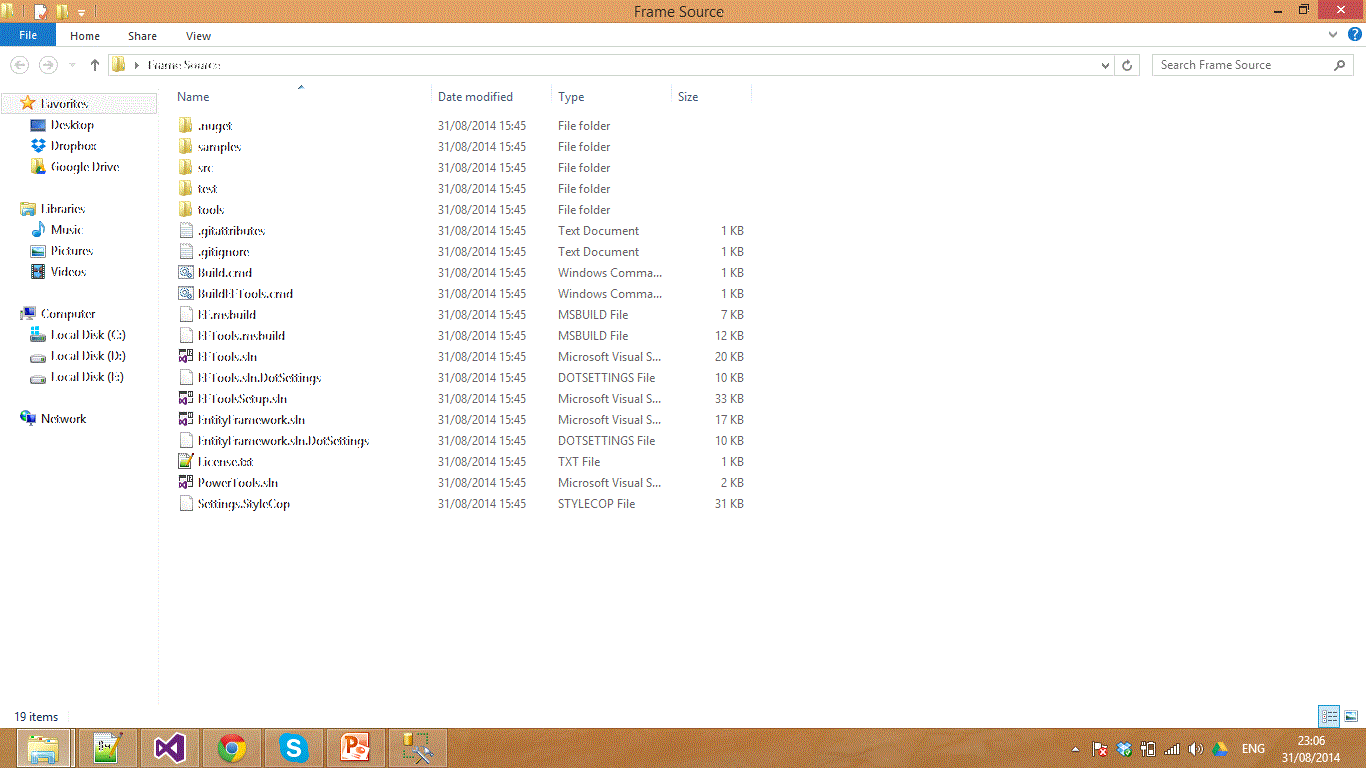 Frame Source
File Home Share View
Frame Source Search Frame Source
Name Date modified Type Size
Favorites
Desktop
Dropbox
Google Drive
Libraries
Music
Pictures
Videos
Computer
Local Disk (C:)
Local Disk (D:)
Local Disk (E:)
Network
.nuget 31/08/2014 15:45 File folder
samples 31/08/2014 15:45 File folder
src 31/08/2014 15:45 File folder
test 31/08/2014 15:45 File folder
tools 31/08/2014 15:45 File folder
.gitattributes 31/08/2014 15:45 Text Document 1 KB
.gitignore 31/08/2014 15:45 Text Document 1 KB
Build.cmd 31/08/2014 15:45 Windows Comma... 1 KB
BuildEFTools.cmd 31/08/2014 15:45 Windows Comma... 1 KB
EF.msbuild 31/08/2014 15:45 MSBUILD File 7 KB
EFTools.msbuild 31/08/2014 15:45 MSBUILD File 12 KB
EFTools.sln 31/08/2014 15:45 Microsoft Visual S... 20 KB
EFTools.sln.DotSettings 31/08/2014 15:45 DOTSETTINGS File 10 KB
EFToolsSetup.sln 31/08/2014 15:45 Microsoft Visual S... 33 KB
EntityFramework.sln 31/08/2014 15:45 Microsoft Visual S... 17 KB
EntityFramework.sln.DotSettings 31/08/2014 15:45 DOTSETTINGS File 10 KB
License.txt 31/08/2014 15:45 TXT File 1 KB
PowerTools.sln 31/08/2014 15:45 Microsoft Visual S... 2 KB
Settings.StyleCop 31/08/2014 15:45 STYLECOP File 31 KB
19 items
ENG 23:06
31/08/2014